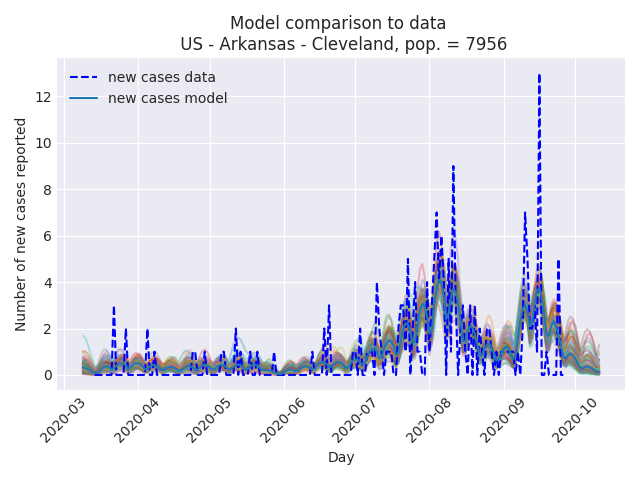 Model comparison to data
US - Arkansas - Cleveland, pop. = 7956
new cases data
new cases model
Number of new cases reported
12
10
8
6
4
2
0
2020-03
2020-04
2020-05
2020-06
2020-07
2020-08
2020-09
2020-10
Day